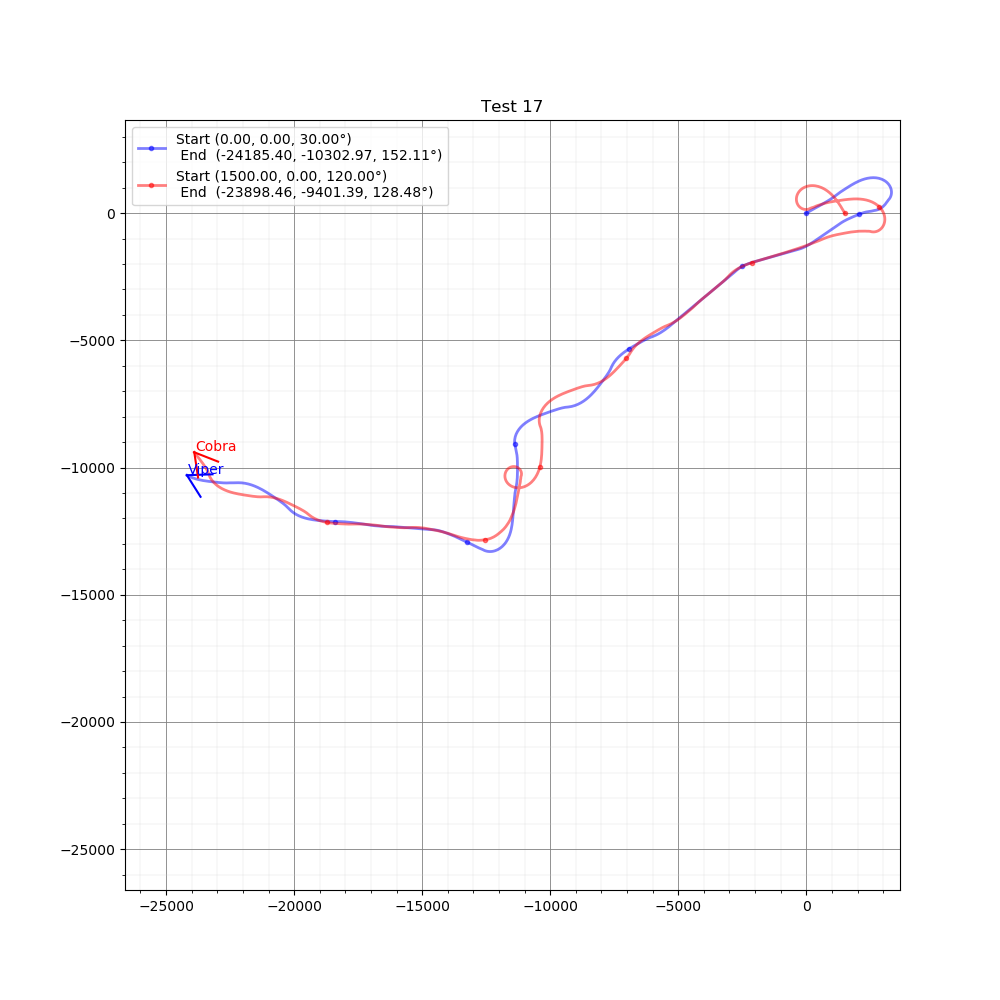 Test 17
Start (0.00, 0.00, 30.00°)
End  (-24185.40, -10302.97, 152.11°)
Start (1500.00, 0.00, 120.00°)
End  (-23898.46, -9401.39, 128.48°)
0
−5000
−10000
−15000
−20000
−25000
Cobra
Viper
−25000 −20000 −15000 −10000 −5000 0